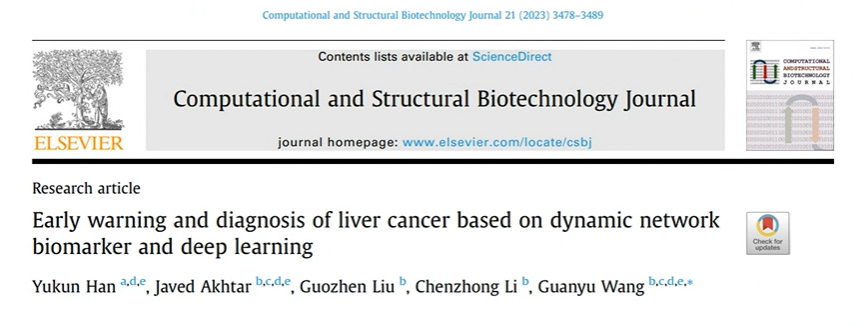 Computational and Structural Biotechnology Journal 21 (2023) 3478–3489
Contents lists available at ScienceDirect
Computational and Structural Biotechnology Journal
journal homepage: www.elsevier.com/locate/csbj
ELSEVIER
COMPUTATIONAL
ANDSTRUCTURAL
BIOTECHNOLOGY
JOURNAL
Research article
Early warning and diagnosis of liver cancer based on dynamic network
biomarker and deep learning
Check for
updates
Yukun Han a,d,e, Javed Akhtar b,c,d,e, Guozhen Liu b, Chenzhong Li b, Guanyu Wang b,c,d,e,*